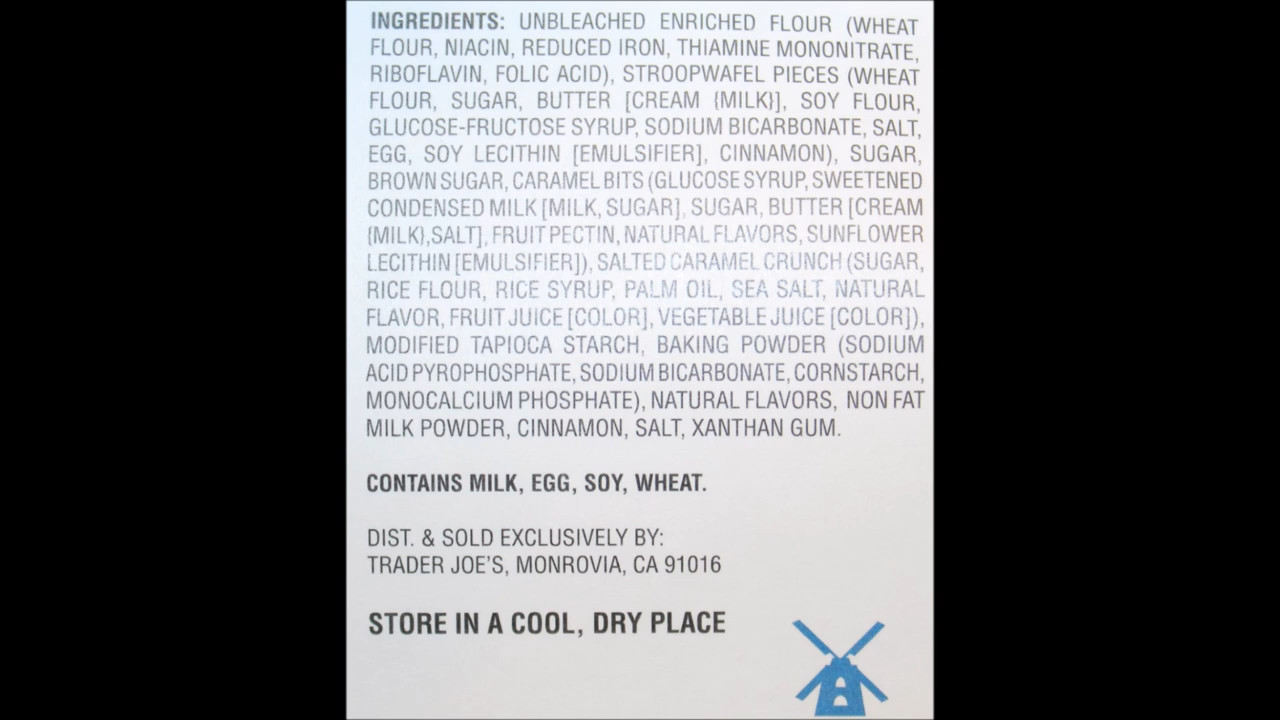 INGREDIENTS: UNBLEACHED ENRICHED FLOUR (WHEAT
FLOUR, NIACIN, REDUCED IRON, THIAMINE MONONITRATE,
RIBOFLAVIN, FOLIC ACID), STROOPWAFEL PIECES (WHEAT
FLOUR, SUGAR, BUTTER [CREAM {MILK}], SOY FLOUR,
GLUCOSE-FRUCTOSE SYRUP, SODIUM BICARBONATE, SALT,
EGG, SOY LECITHIN [EMULSIFIER], CINNAMON), SUGAR,
BROWN SUGAR, CARAMEL BITS (GLUCOSE SYRUP, SWEETENED
CONDENSED MILK [MILK, SUGAR], SUGAR, BUTTER [CREAM
{MILK},SALT], FRUIT PECTIN, NATURAL FLAVORS, SUNFLOWER
LECITHIN [EMULSIFIER]), SALTED CARAMEL CRUNCH (SUGAR,
RICE FLOUR, RICE SYRUP, PALM OIL, SEA SALT, NATURAL
FLAVOR, FRUIT JUICE [COLOR], VEGETABLE JUICE [COLOR]),
MODIFIED TAPIOCA STARCH, BAKING POWDER (SODIUM
ACID PYROPHOSPHATE, SODIUM BICARBONATE, CORNSTARCH,
MONOCALCIUM PHOSPHATE), NATURAL FLAVORS, NON FAT
MILK POWDER, CINNAMON, SALT, XANTHAN GUM.
CONTAINS MILK, EGG, SOY, WHEAT.
DIST. & SOLD EXCLUSIVELY BY:
TRADER JOE'S, MONROVIA, CA 91016
STORE IN A COOL, DRY PLACE